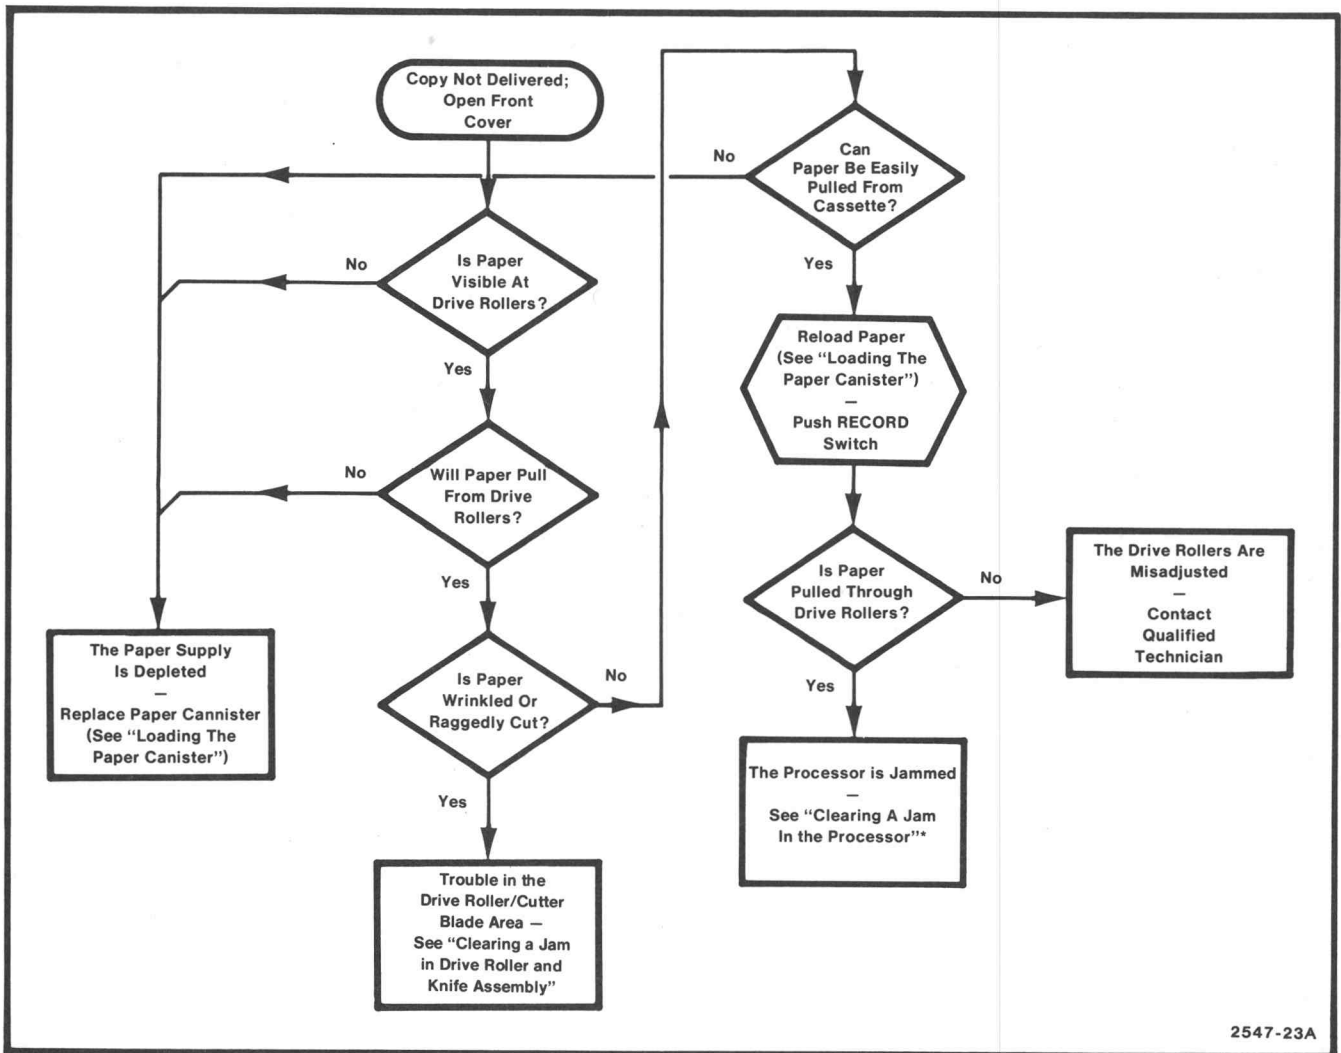 Copy Not Delivered;
Open Front
Cover
No
Can
Paper Be Easily
Pulled From
Cassette?
Is Paper
Visible At
Drive Rollers?
No
Yes
Yes
Reload Paper
(See “Loading The
Paper Canister”)
—
Push RECORD
Switch
Will Paper Pull
From Drive
Rollers?
No
Yes
Is Paper
Pulled Through
Drive Rollers?
No
The Drive Rollers Are
Misadjusted
—
Contact
Qualified
Technician
The Paper Supply
Is Depleted
—
Replace Paper Cannister
(See “Loading The
Paper Canister”)
Is Paper
Wrinkled Or
Raggedly Cut?
No
Yes
Yes
The Processor is Jammed
—
See “Clearing A Jam
In the Processor”*
Trouble in the
Drive Roller/Cutter
Blade Area —
See “Clearing a Jam
in Drive Roller and
Knife Assembly”
2547-23A